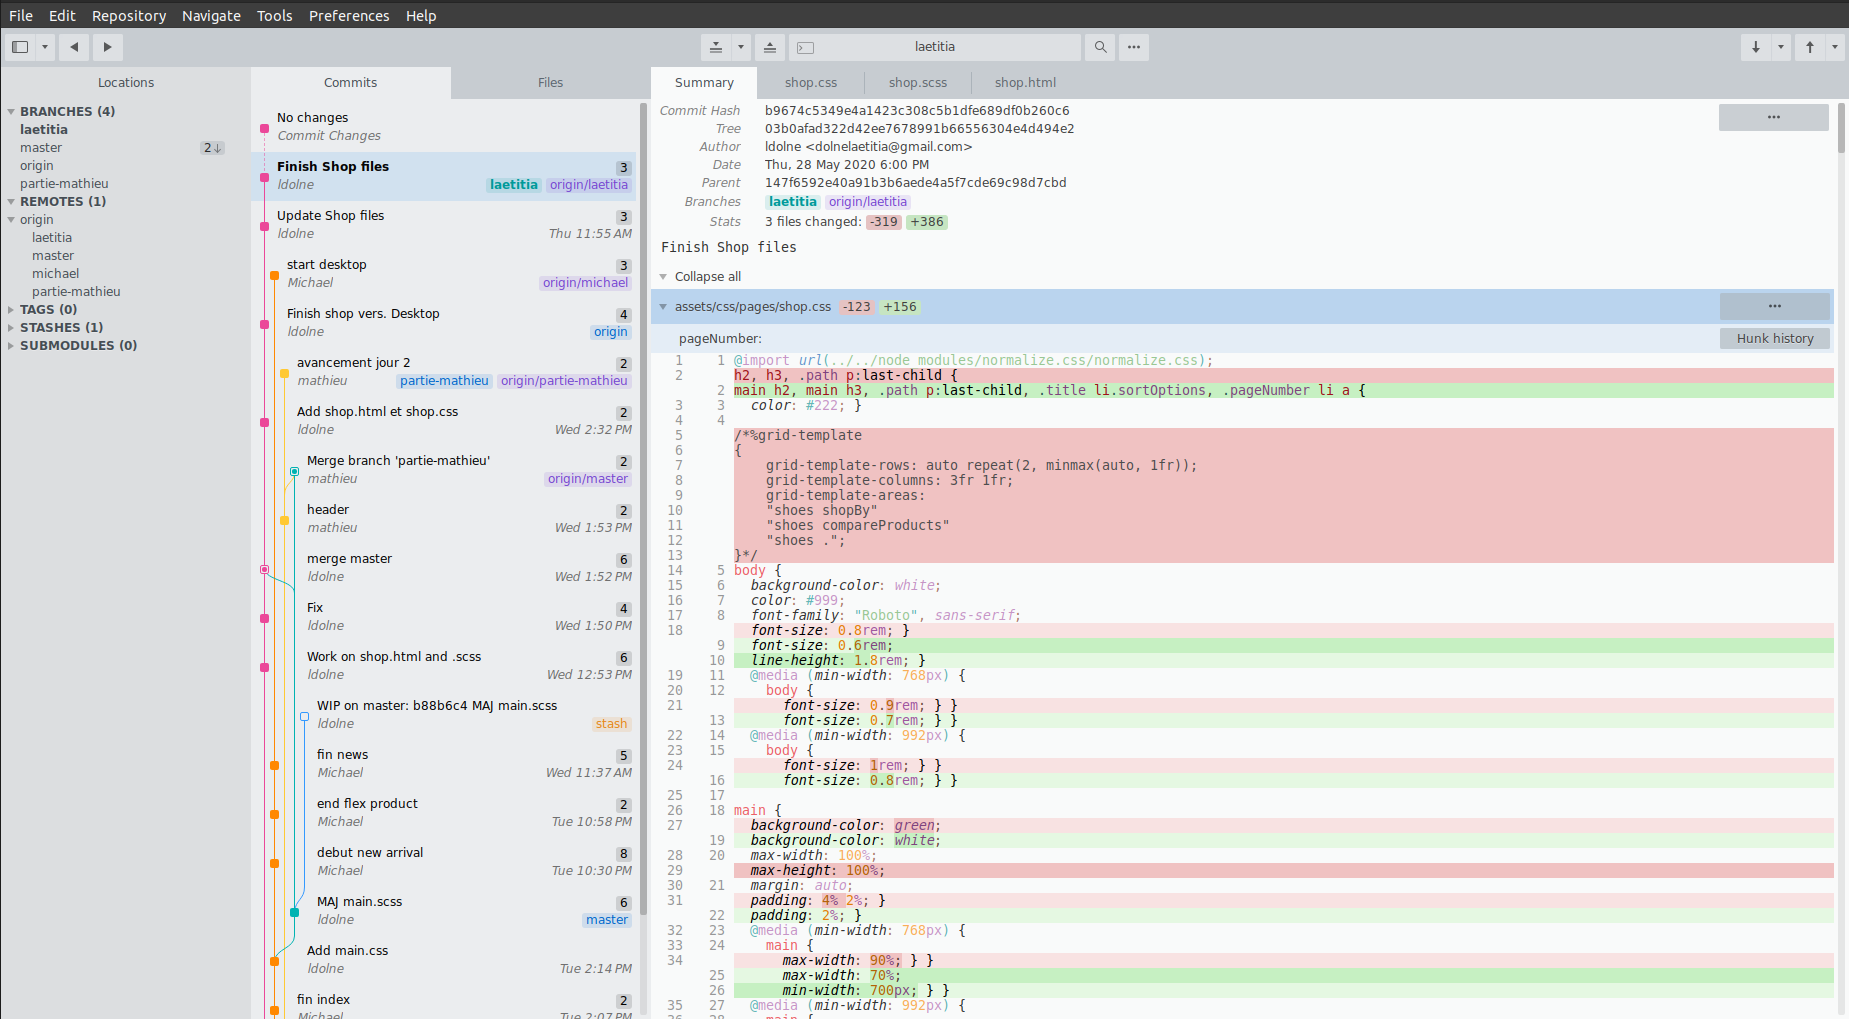 File Edit Repository Navigate Tools Preferences Help
laetitia
Locations
BRANCHES (4)
laetitia
master 2↓
origin
partie-mathieu
REMOTES (1)
origin
laetitia
master
michael
partie-mathieu
TAGS (0)
STASHES (1)
SUBMODULES (0)
Commits Files
No changes
Commit Changes
Finish Shop files 3
ldolne laetitia origin/laetitia
Update Shop files 3
ldolne Thu 11:55 AM
start desktop 3
Michael origin/michael
Finish shop vers. Desktop 4
ldolne origin
avancement jour 2 2
mathieu partie-mathieu origin/partie-mathieu
Add shop.html et shop.css 2
ldolne Wed 2:32 PM
Merge branch 'partie-mathieu' 2
mathieu origin/master
header 2
mathieu Wed 1:53 PM
merge master 6
ldolne Wed 1:52 PM
Fix 4
ldolne Wed 1:50 PM
Work on shop.html and .scss 6
ldolne Wed 12:53 PM
WIP on master: b88b6c4 MAJ main.scss
ldolne stash
fin news 5
Michael Wed 11:37 AM
end flex product 2
Michael Tue 10:58 PM
debut new arrival 8
Michael Tue 10:30 PM
MAJ main.scss 6
ldolne master
Add main.css
ldolne Tue 2:14 PM
fin index 2
Michael Tue 2:07 PM
Summary shop.css shop.scss shop.html
Commit Hash b9674c5349e4a1423c308c5b1dfe689df0b260c6
Tree 03b0afad322d42ee7678991b66556304e4d494e2
Author ldolne <dolnelaetitia@gmail.com>
Date Thu, 28 May 2020 6:00 PM
Parent 147f6592e40a91b3b6aede4a5f7cde69c98d7cbd
Branches laetitia origin/laetitia
Stats 3 files changed: -319 +386
Finish Shop files
Collapse all
assets/css/pages/shop.css -123 +156
pageNumber: Hunk history
1 1 @import url(../../node_modules/normalize.css/normalize.css);
2 h2, h3, .path p:last-child {
2 main h2, main h3, .path p:last-child, .title li.sortOptions, .pageNumber li a {
3 3 color: #222; }
4 4
5 /*%grid-template
6 {
7 grid-template-rows: auto repeat(2, minmax(auto, 1fr));
8 grid-template-columns: 3fr 1fr;
9 grid-template-areas:
10 "shoes shopBy"
11 "shoes compareProducts"
12 "shoes .";
13 }*/
14 5 body {
15 6 background-color: white;
16 7 color: #999;
17 8 font-family: "Roboto", sans-serif;
18 font-size: 0.8rem; }
9 font-size: 0.6rem;
10 line-height: 1.8rem; }
19 11 @media (min-width: 768px) {
20 12 body {
21 font-size: 0.9rem; } }
13 font-size: 0.7rem; } }
22 14 @media (min-width: 992px) {
23 15 body {
24 font-size: 1rem; } }
16 font-size: 0.8rem; } }
25 17
26 18 main {
27 background-color: green;
19 background-color: white;
28 20 max-width: 100%;
29 max-height: 100%;
30 21 margin: auto;
31 padding: 4% 2%; }
22 padding: 2%; }
32 23 @media (min-width: 768px) {
33 24 main {
34 max-width: 90%; } }
25 max-width: 70%;
26 min-width: 700px; } }
35 27 @media (min-width: 992px) {
36 28 main {